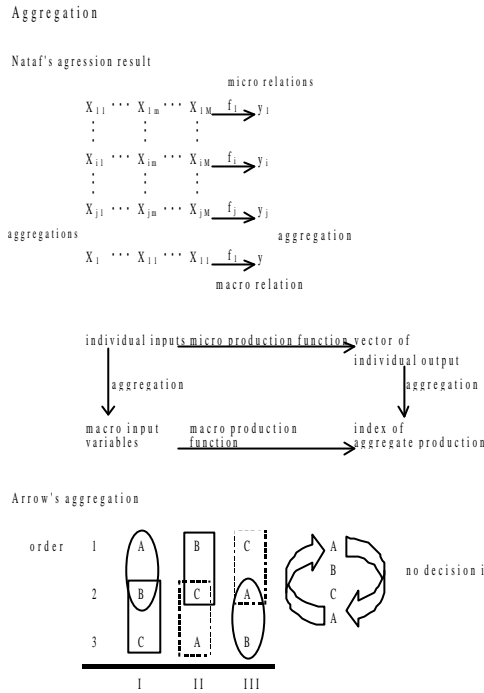 Aggregation
Nataf's agression result
micro relations
X11 ··· X1m ··· X1M f1 y1
Xi1 ··· Xim ··· XiM fi yi
Xj1 ··· Xjm ··· XjM fj yj
aggregations
aggregation
X1 ··· X11 ··· X11 f1 y
macro relation
individual inputs micro production function vector of
individual output
aggregation aggregation
macro input macro production index of
variables function aggregate production
Arrow's aggregation
order 1 A B C A
B no decision i
2 B C A C
A
3 C A B
I II III